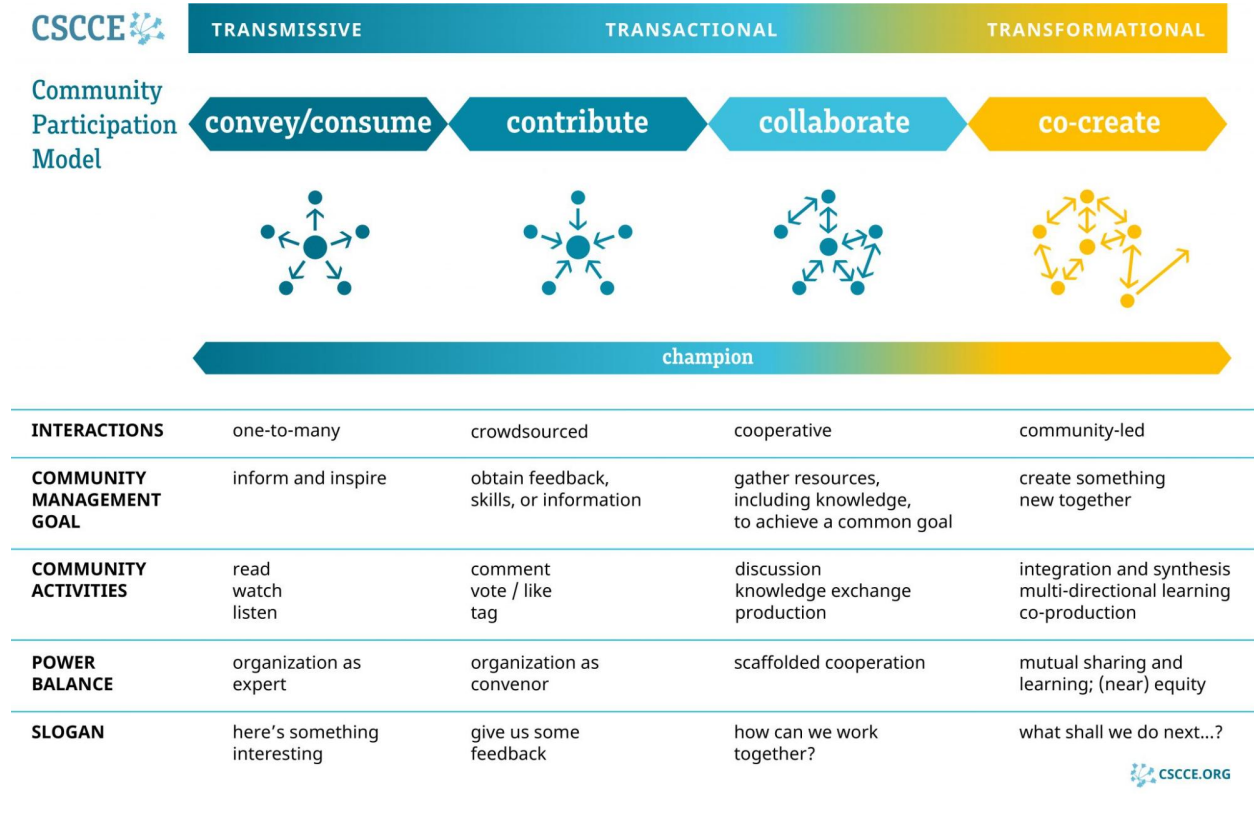 CSCCE
TRANSMISSIVE TRANSACTIONAL TRANSFORMATIONAL
Community
Participation
Model
convey/consume contribute collaborate co-create
champion
INTERACTIONS one-to-many crowdsourced cooperative community-led
COMMUNITY
MANAGEMENT
GOAL
inform and inspire
obtain feedback,
skills, or information
gather resources,
including knowledge,
to achieve a common goal
create something
new together
COMMUNITY
ACTIVITIES
read
watch
listen
comment
vote / like
tag
discussion
knowledge exchange
production
integration and synthesis
multi-directional learning
co-production
POWER
BALANCE
organization as
expert
organization as
convenor
scaffolded cooperation
mutual sharing and
learning; (near) equity
SLOGAN
here’s something
interesting
give us some
feedback
how can we work
together?
what shall we do next...?
CSCCE.ORG